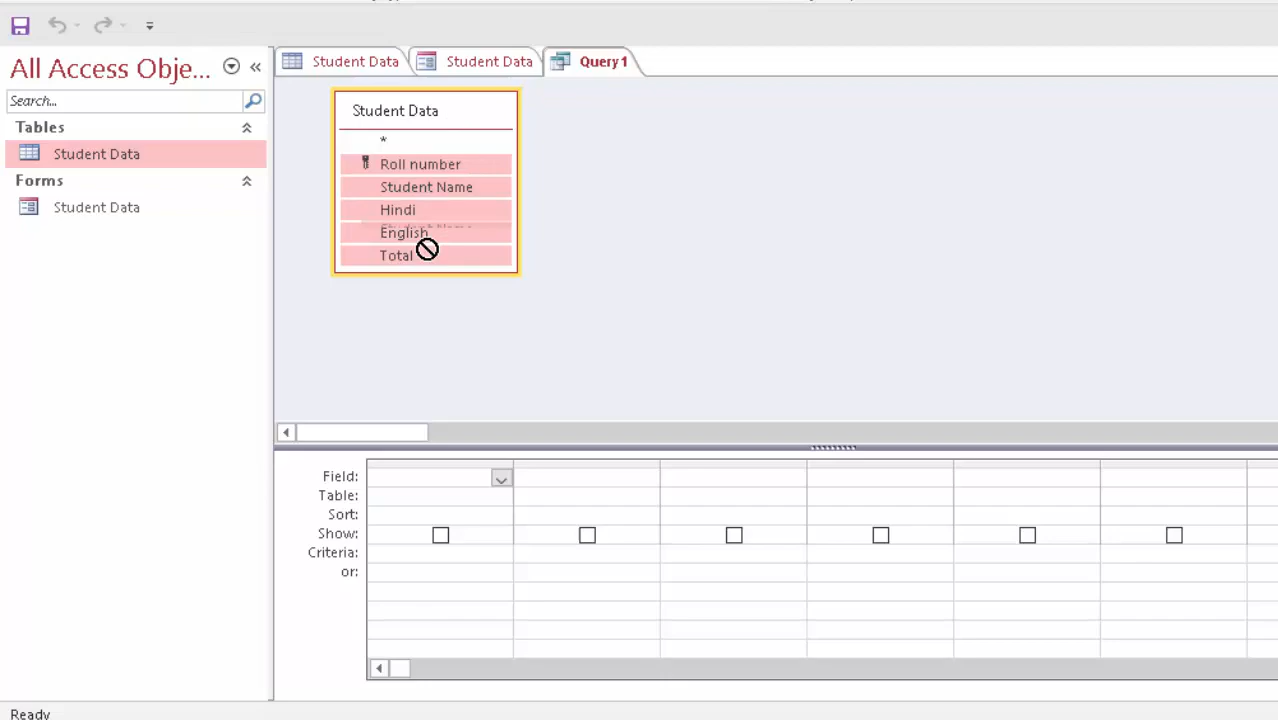 All Access Obje...
Search...
Tables
Student Data
Forms
Student Data
Student Data
Student Data
Query1
Student Data
*
Roll number
Student Name
Hindi
English
Total
Field:
Table:
Sort:
Show:
Criteria:
or:
Ready